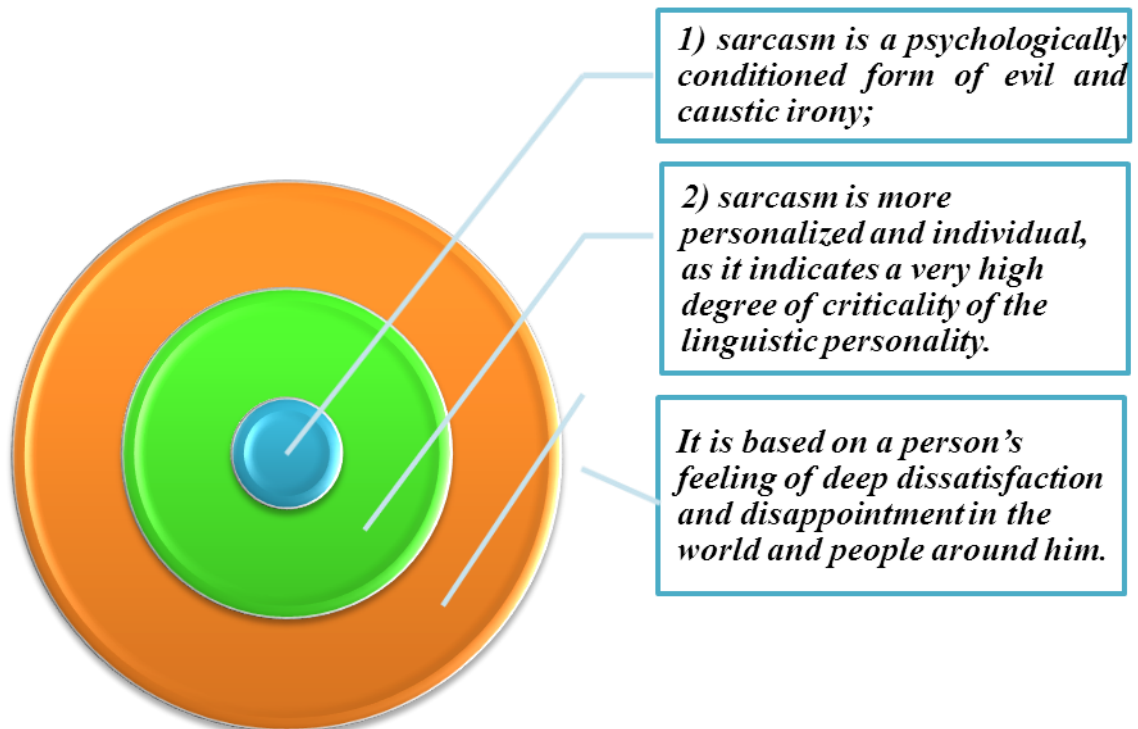 1) sarcasm is a psychologically
conditioned form of evil and
caustic irony;
2) sarcasm is more
personalized and individual,
as it indicates a very high
degree of criticality of the
linguistic personality.
It is based on a person’s
feeling of deep dissatisfaction
and disappointment in the
world and people around him.